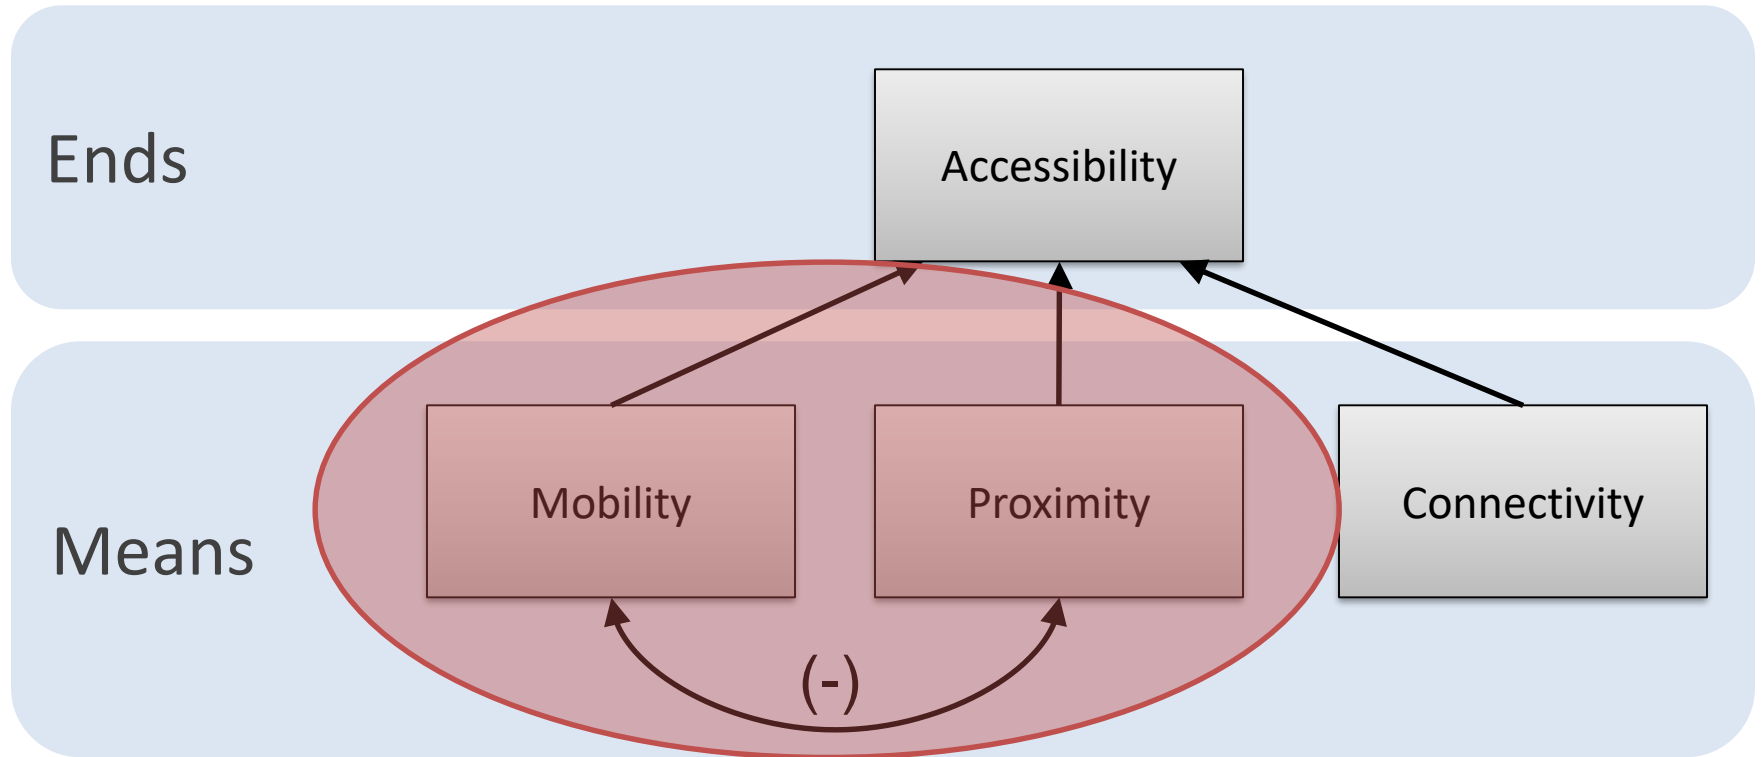 Ends
Accessibility
Means
Mobility
Proximity
Connectivity
(-)